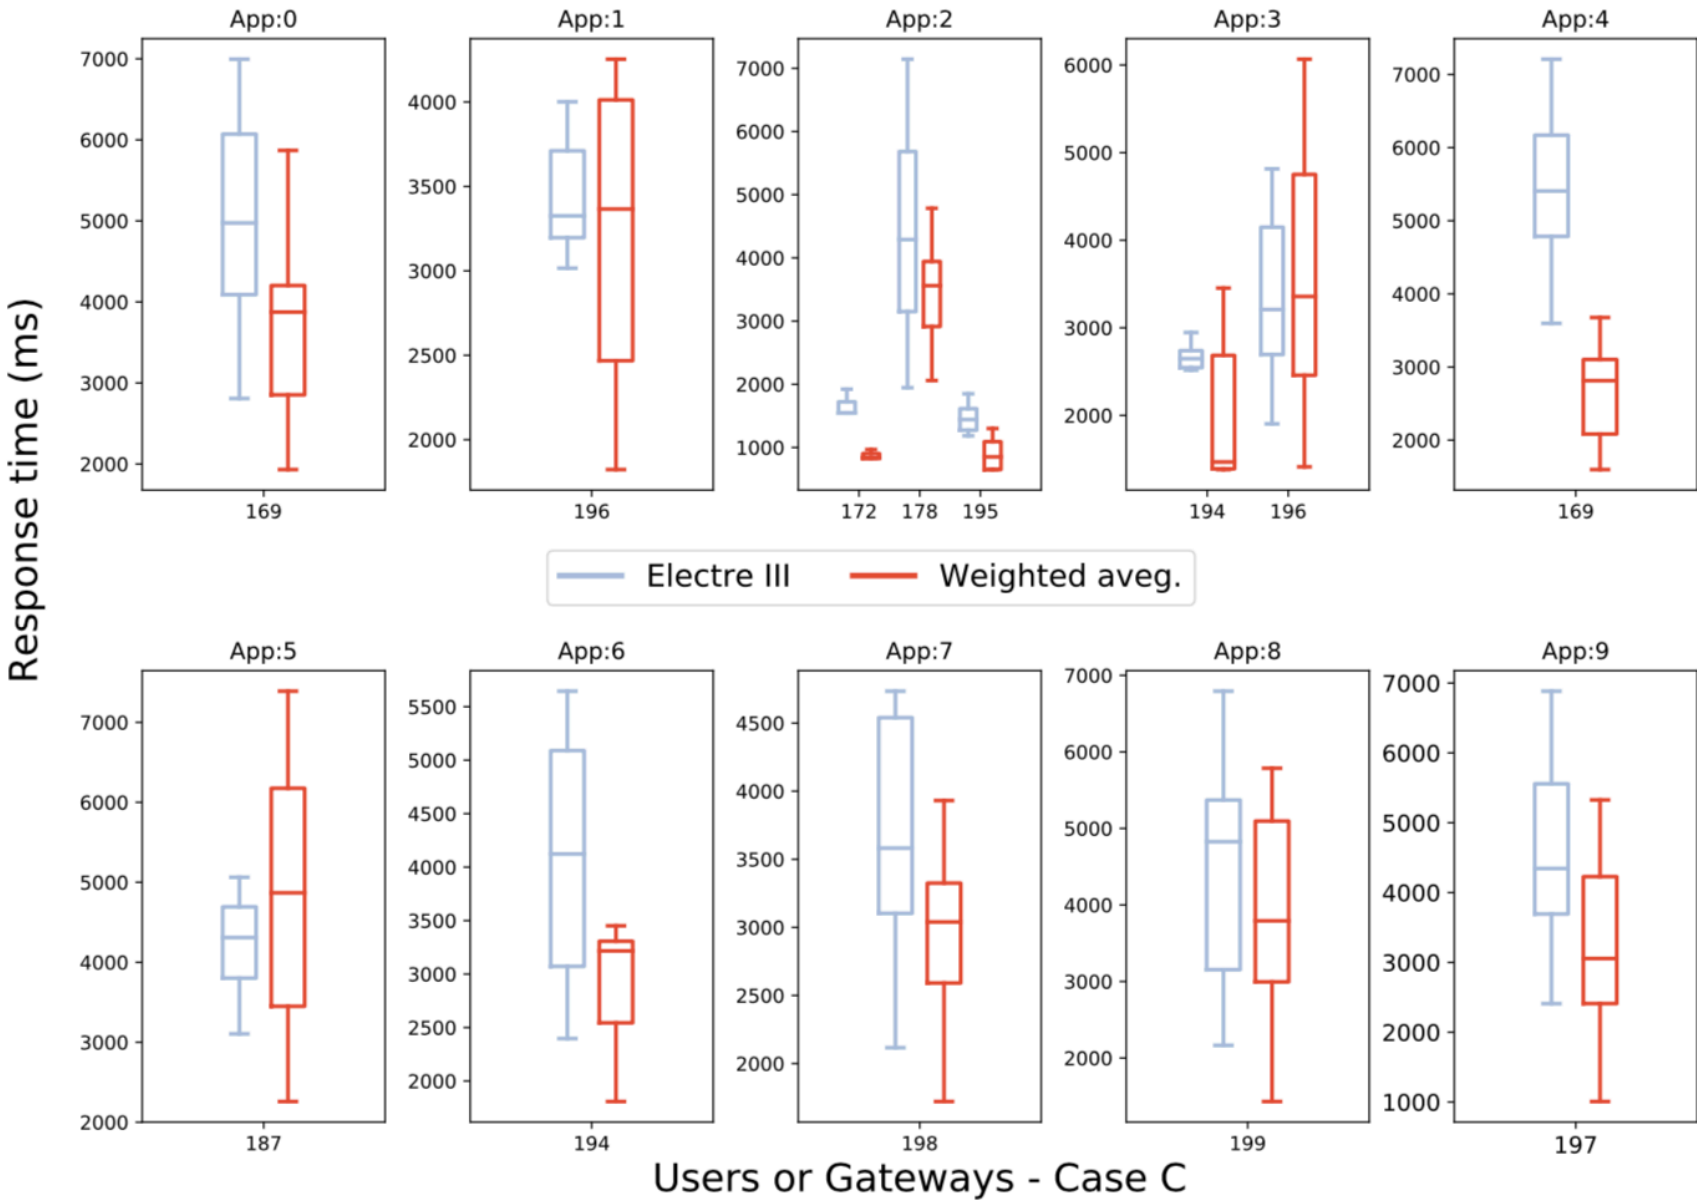 App:0 App:1 App:2 App:3 App:4
7000 6000 5000 4000 3000 2000
169
4000 3500 3000 2500 2000
196
7000 6000 5000 4000 3000 2000 1000
172 178 195
6000 5000 4000 3000 2000
194 196
7000 6000 5000 4000 3000 2000
169
Response time (ms)
Electre III Weighted aveg.
App:5 App:6 App:7 App:8 App:9
7000 6000 5000 4000 3000 2000
187
5500 5000 4500 4000 3500 3000 2500 2000
194
4500 4000 3500 3000 2500 2000
198
7000 6000 5000 4000 3000 2000
199
7000 6000 5000 4000 3000 2000 1000
197
Users or Gateways - Case C